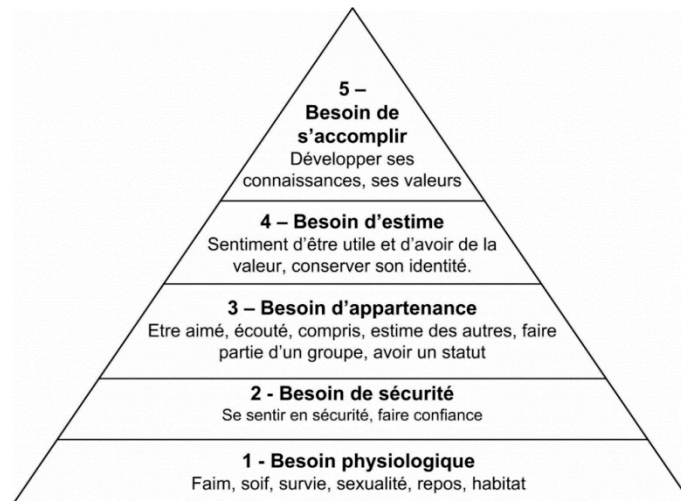 5 –
Besoin de
s’accomplir
Développer ses
connaissances, ses valeurs
4 – Besoin d’estime
Sentiment d’être utile et d’avoir de la
valeur, conserver son identité.
3 – Besoin d’appartenance
Etre aimé, écouté, compris, estime des autres, faire
partie d’un groupe, avoir un statut
2 - Besoin de sécurité
Se sentir en sécurité, faire confiance
1 - Besoin physiologique
Faim, soif, survie, sexualité, repos, habitat